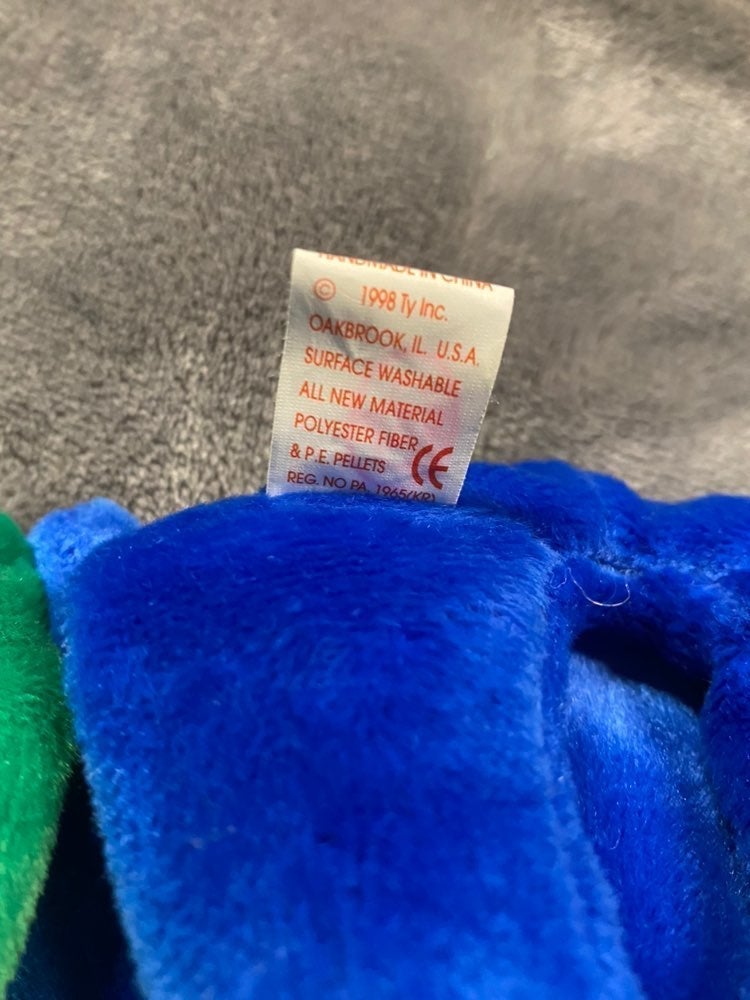 HANDMADE IN CHINA
© 1998 Ty Inc.
OAKBROOK, IL. U.S.A.
SURFACE WASHABLE
ALL NEW MATERIAL
POLYESTER FIBER
& P.E. PELLETS CE
REG. NO PA. 1965(KR)